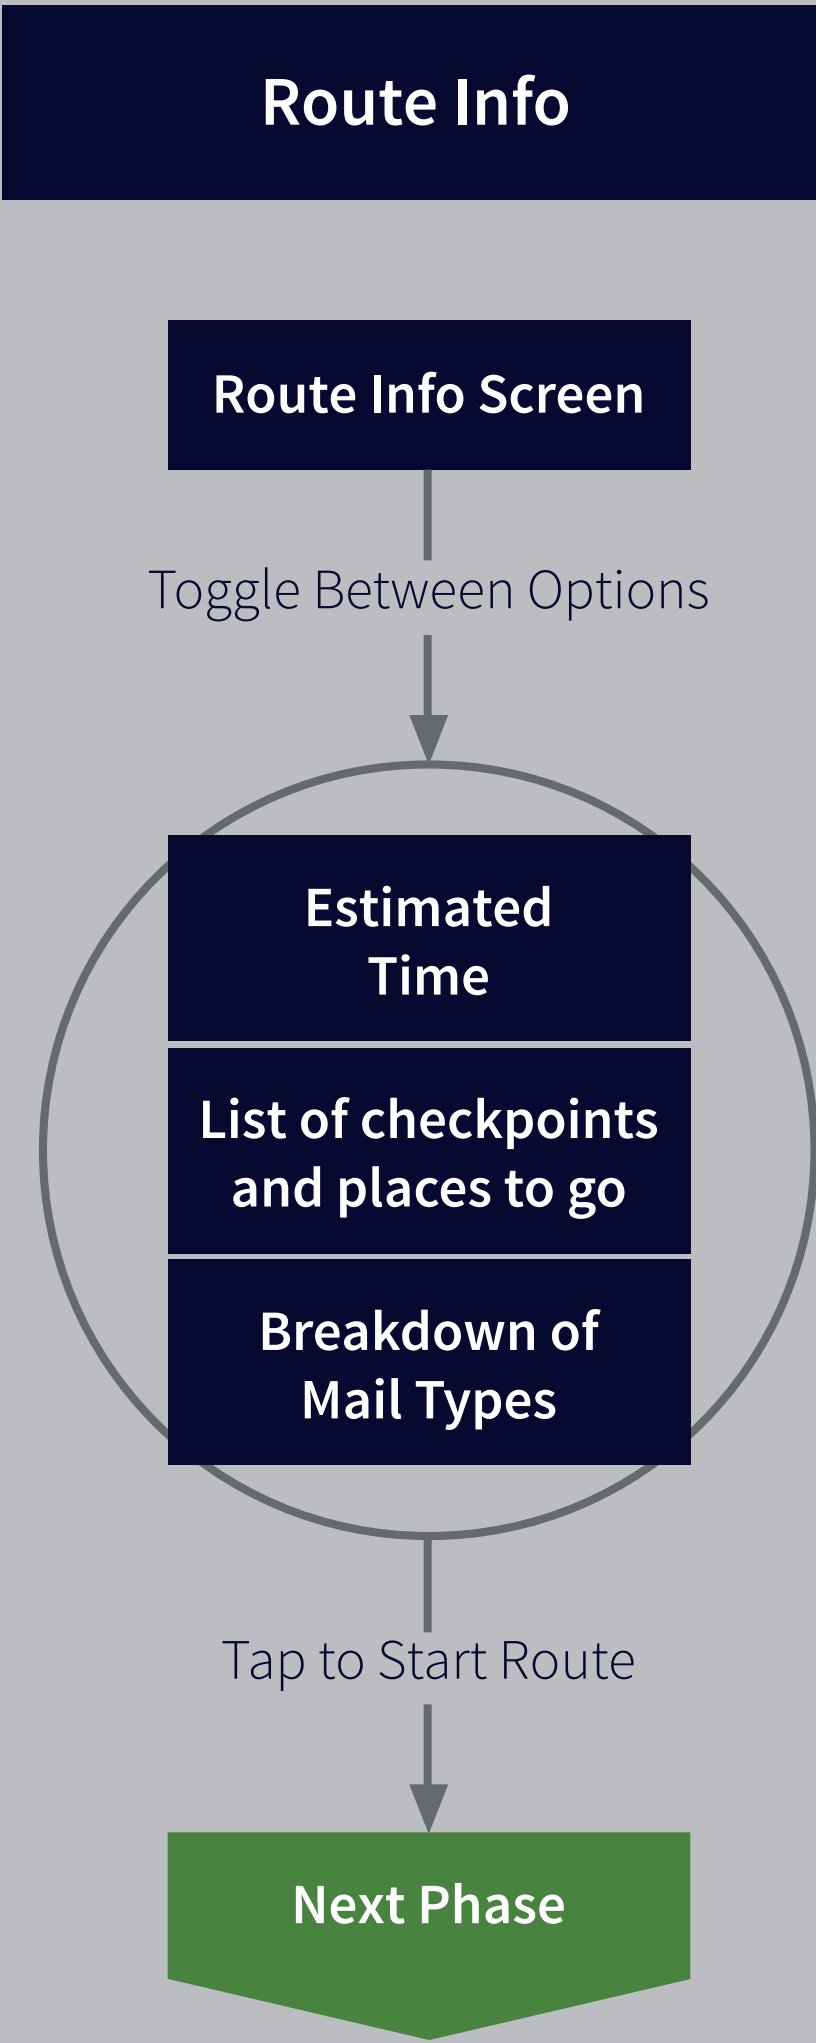 Route Info
Route Info Screen
Toggle Between Options
Estimated
Time
List of checkpoints
and places to go
Breakdown of
Mail Types
Tap to Start Route
Next Phase